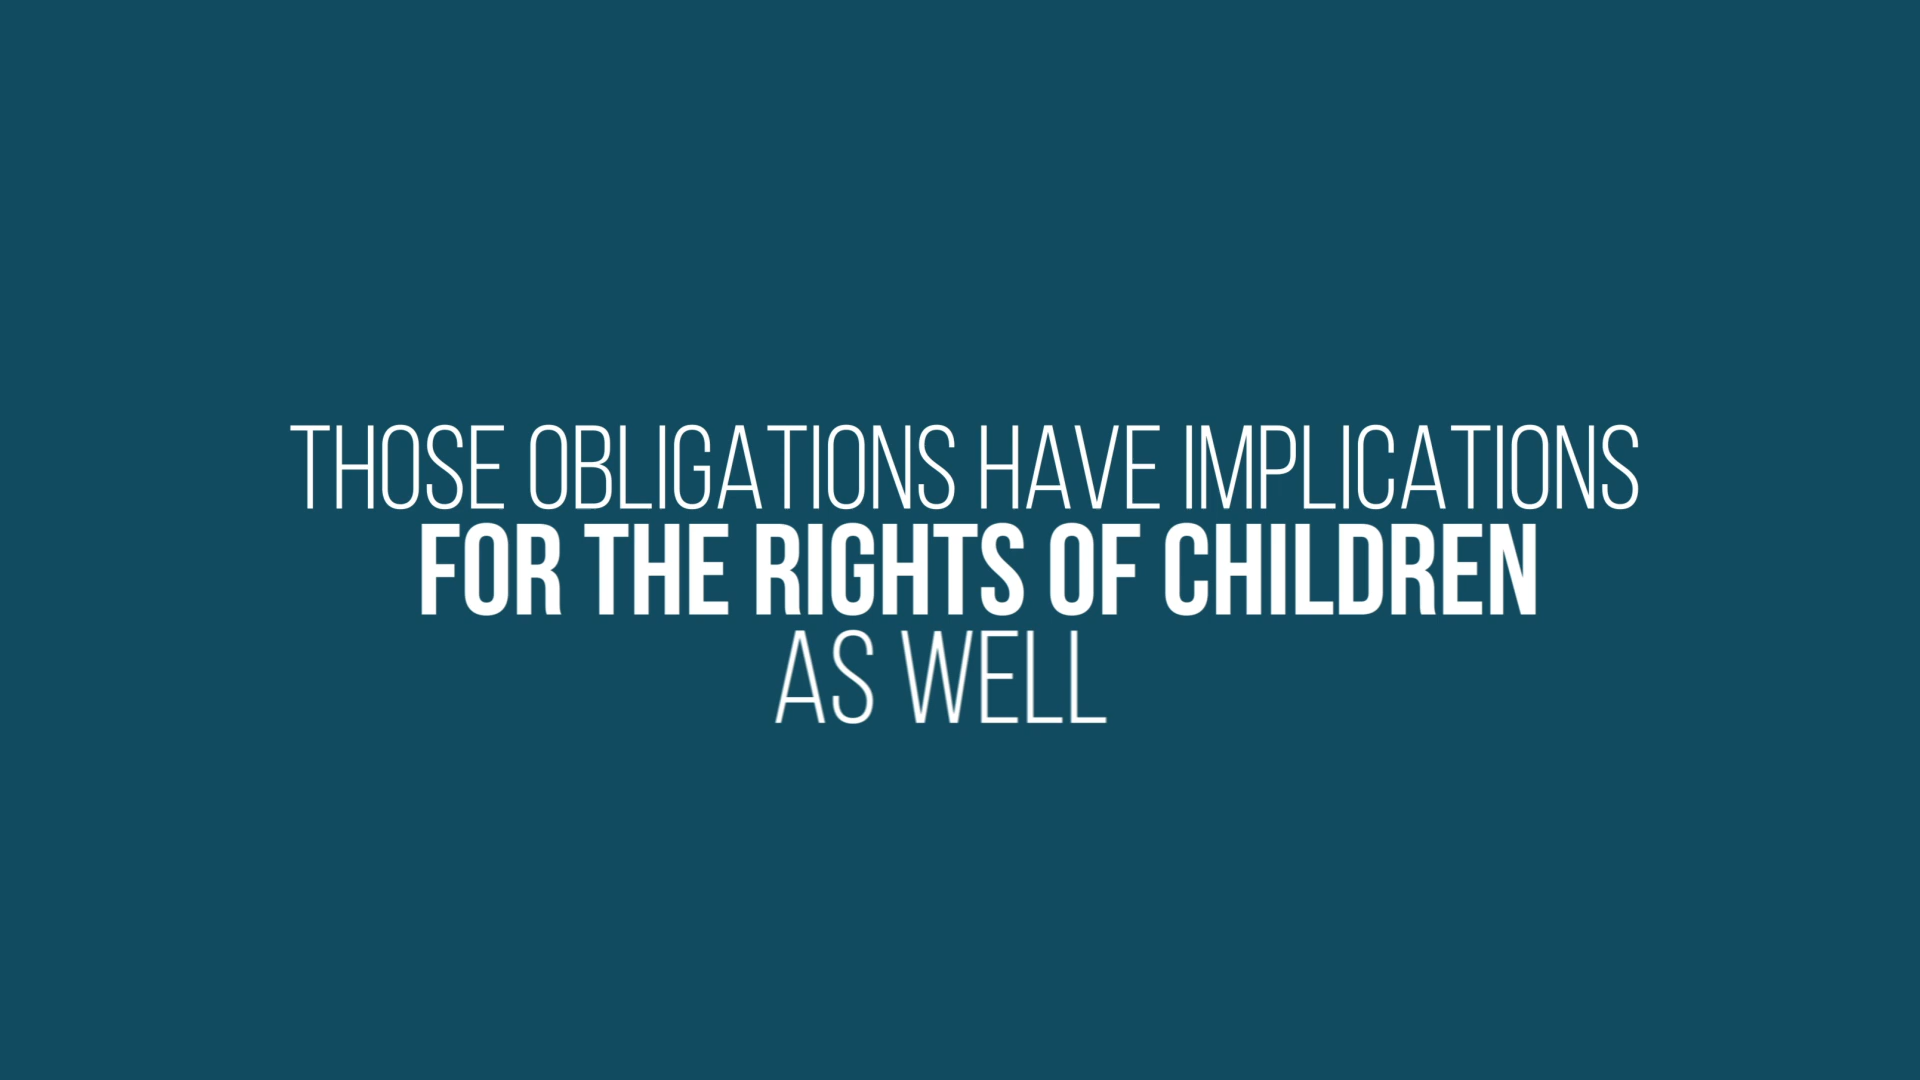 THOSE OBLIGATIONS HAVE IMPLICATIONS
FOR THE RIGHTS OF CHILDREN
AS WELL